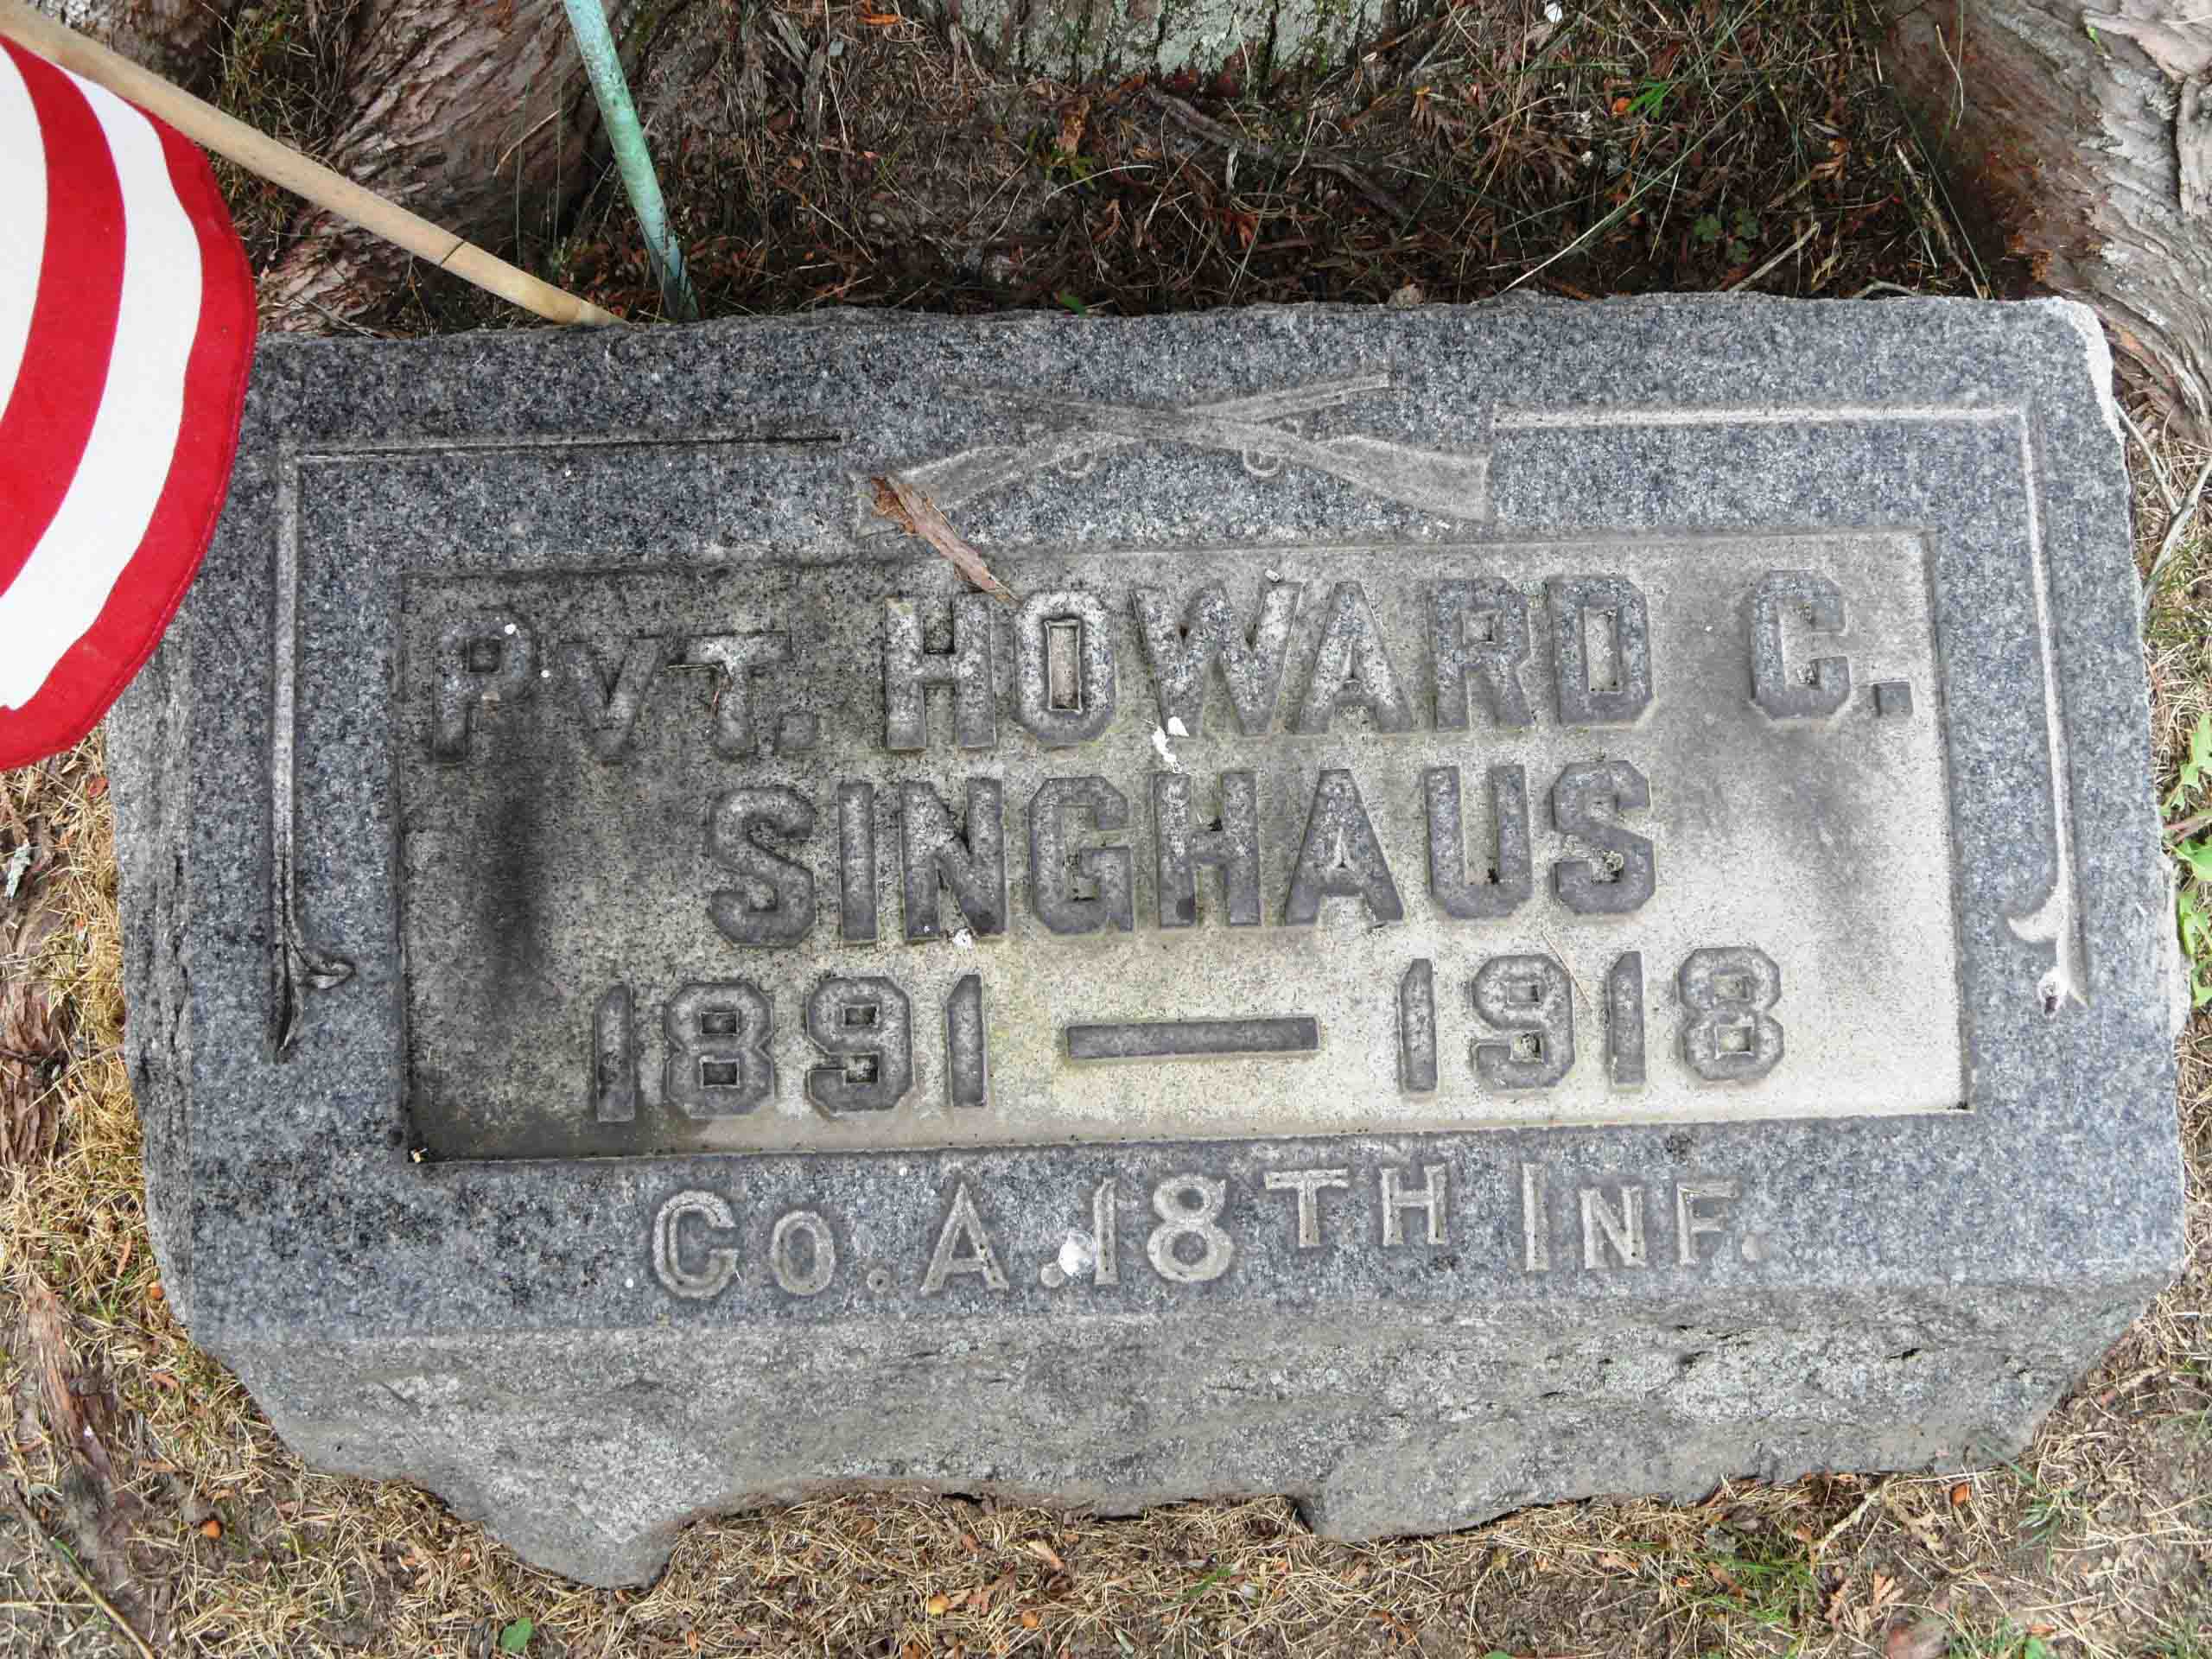 PVT. HOWARD C.
SINGHAUS
1891 — 1918
CO. A. 18TH INF.